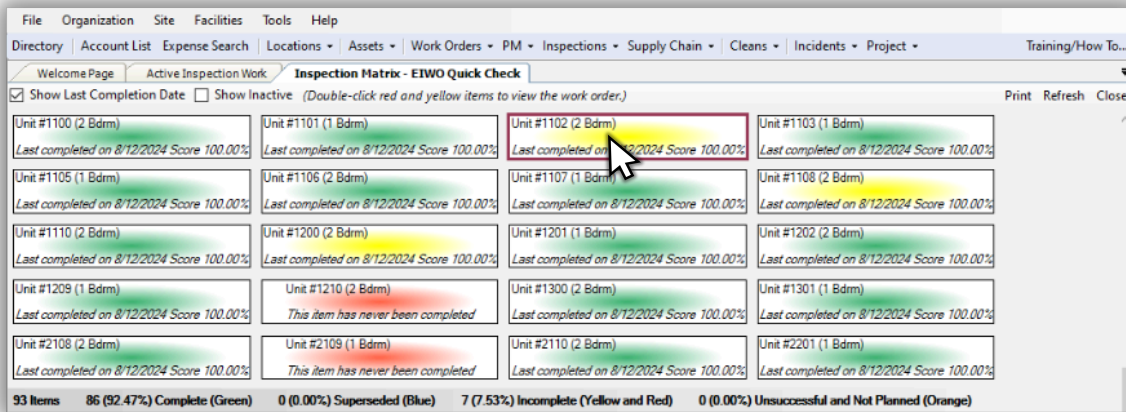 File Organization Site Facilities Tools Help
Directory Account List Expense Search Locations Assets Work Orders PM Inspections Supply Chain Cleans Incidents Project Training/How To...
Welcome Page Active Inspection Work Inspection Matrix - EIWO Quick Check
Show Last Completion Date Show Inactive (Double-click red and yellow items to view the work order.) Print Refresh Close
Unit #1100 (2 Bdrm) Unit #1101 (1 Bdrm) Unit #1102 (2 Bdrm) Unit #1103 (1 Bdrm)
Last completed on 8/12/2024 Score 100.00% Last completed on 8/12/2024 Score 100.00% Last completed on 8/12/2024 Score 100.00% Last completed on 8/12/2024 Score 100.00%
Unit #1105 (1 Bdrm) Unit #1106 (2 Bdrm) Unit #1107 (1 Bdrm) Unit #1108 (2 Bdrm)
Last completed on 8/12/2024 Score 100.00% Last completed on 8/12/2024 Score 100.00% Last completed on 8/12/2024 Score 100.00% Last completed on 8/12/2024 Score 100.00%
Unit #1110 (2 Bdrm) Unit #1200 (2 Bdrm) Unit #1201 (1 Bdrm) Unit #1202 (2 Bdrm)
Last completed on 8/12/2024 Score 100.00% Last completed on 8/12/2024 Score 100.00% Last completed on 8/12/2024 Score 100.00% Last completed on 8/12/2024 Score 100.00%
Unit #1209 (1 Bdrm) Unit #1210 (2 Bdrm) Unit #1300 (2 Bdrm) Unit #1301 (1 Bdrm)
Last completed on 8/12/2024 Score 100.00% This item has never been completed Last completed on 8/12/2024 Score 100.00% Last completed on 8/12/2024 Score 100.00%
Unit #2108 (2 Bdrm) Unit #2109 (1 Bdrm) Unit #2110 (2 Bdrm) Unit #2201 (1 Bdrm)
Last completed on 8/12/2024 Score 100.00% This item has never been completed Last completed on 8/12/2024 Score 100.00% Last completed on 8/12/2024 Score 100.00%
93 Items 86 (92.47%) Complete (Green) 0 (0.00%) Superseded (Blue) 7 (7.53%) Incomplete (Yellow and Red) 0 (0.00%) Unsuccessful and Not Planned (Orange)